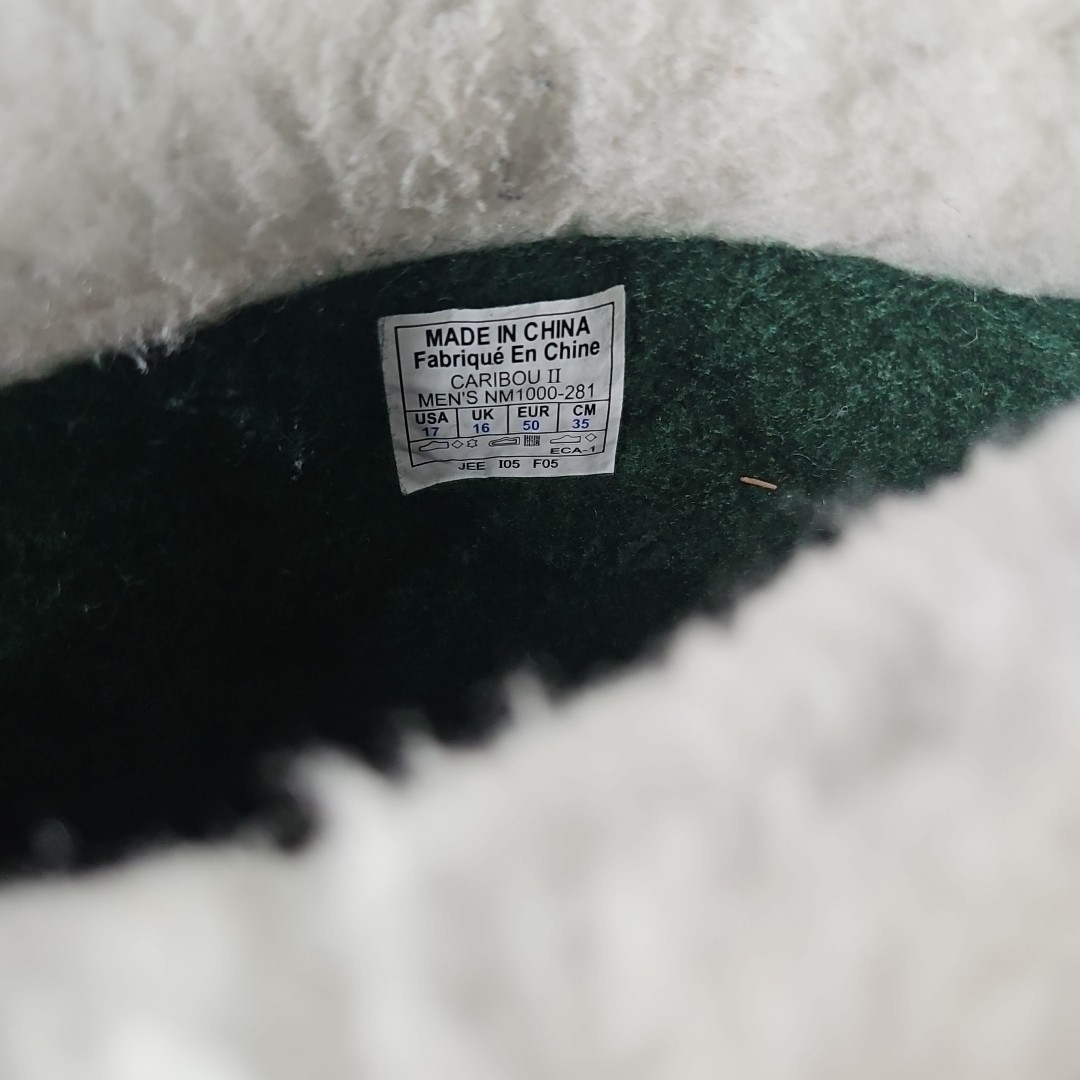 MADE IN CHINA
Fabriqué En Chine
CARIBOU II
MEN'S NM1000-281
USA UK EUR CM
17 16 50 35
ECA-1
JEE I05 F05